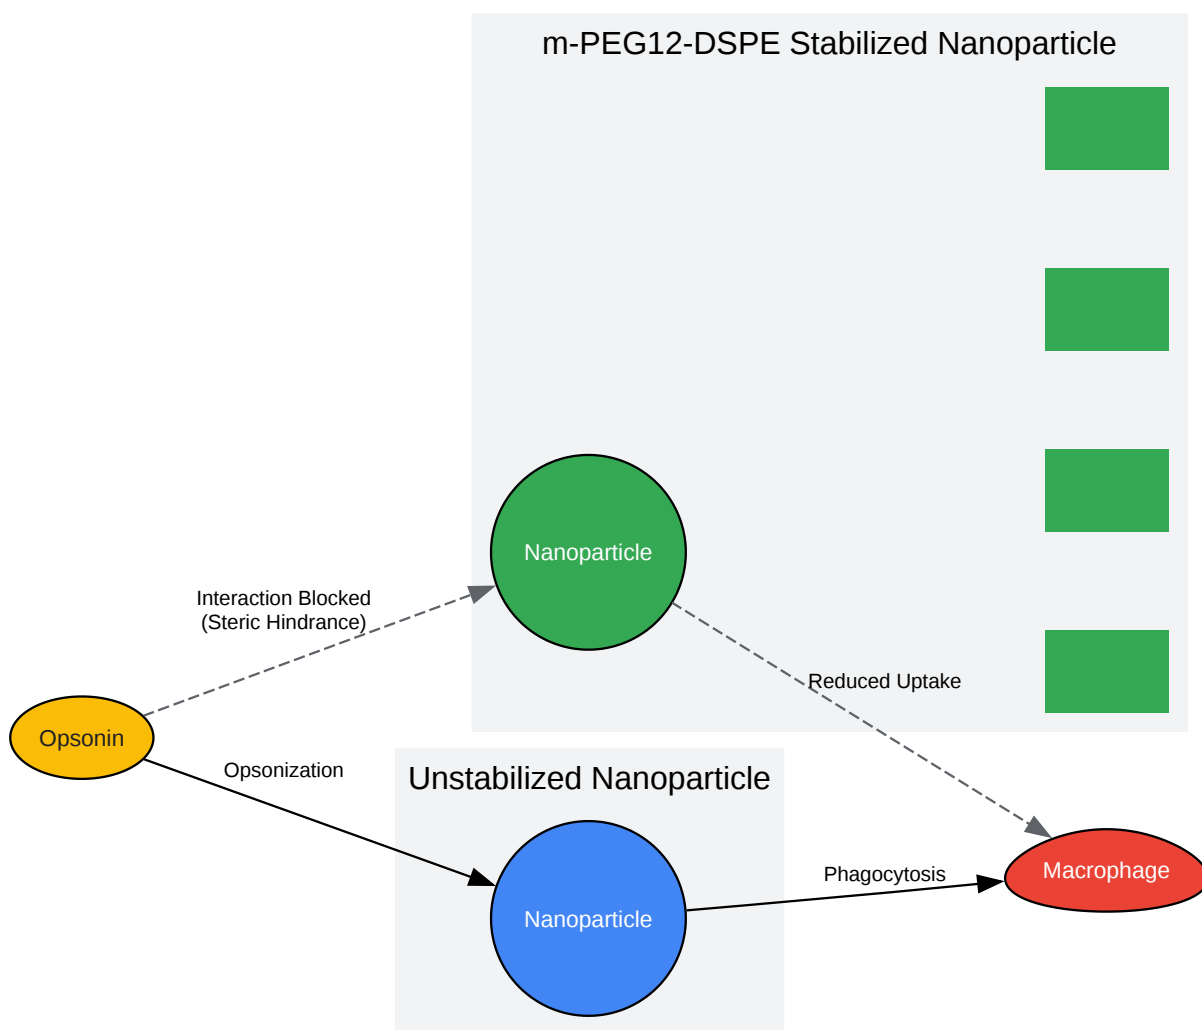 m-PEG12-DSPE Stabilized Nanoparticle
Nanoparticle
Interaction Blocked
(Steric Hindrance)
Reduced Uptake
Opsonin
Opsonization
Unstabilized Nanoparticle
Phagocytosis
Macrophage
Nanoparticle